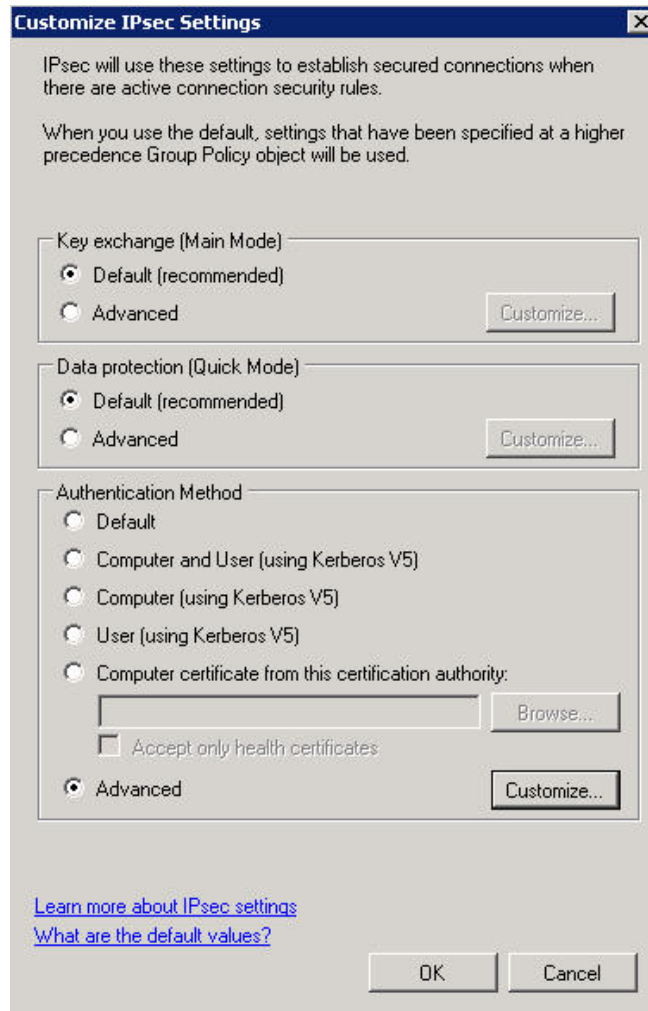 Customize IPsec Settings
IPsec will use these settings to establish secured connections when
there are active connection security rules.
When you use the default, settings that have been specified at a higher
precedence Group Policy object will be used.
Key exchange (Main Mode)
Default (recommended)
Advanced
Customize...
Data protection (Quick Mode)
Default (recommended)
Advanced
Customize...
Authentication Method
Default
Computer and User (using Kerberos V5)
Computer (using Kerberos V5)
User (using Kerberos V5)
Computer certificate from this certification authority:
Browse...
Accept only health certificates
Advanced
Customize...
Learn more about IPsec settings
What are the default values?
OK
Cancel